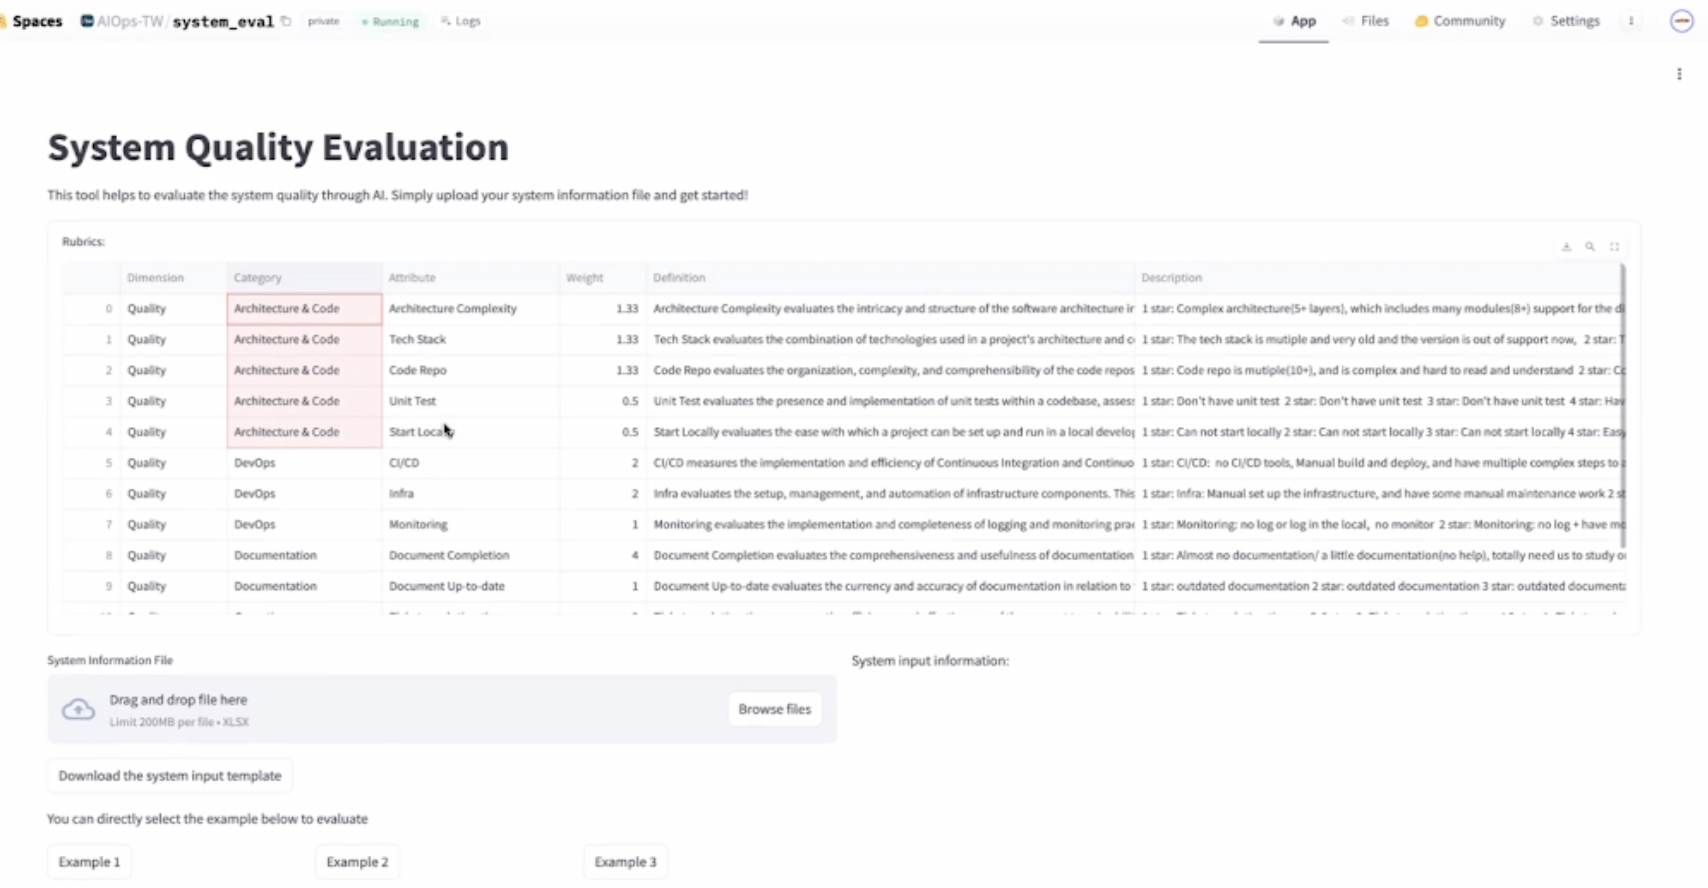 Spaces AIOps-TW/system_eval private Running Logs App Files Community Settings
System Quality Evaluation
This tool helps to evaluate the system quality through AI. Simply upload your system information file and get started!
Rubrics:
Dimension Category Attribute Weight Definition Description
0 Quality Architecture & Code Architecture Complexity 1.33 Architecture Complexity evaluates the intricacy and structure of the software architecture ir 1 star: Complex architecture(5+ layers), which includes many modules(8+) support for the di
1 Quality Architecture & Code Tech Stack 1.33 Tech Stack evaluates the combination of technologies used in a project's architecture and c 1 star: The tech stack is mutiple and very old and the version is out of support now, 2 star: T
2 Quality Architecture & Code Code Repo 1.33 Code Repo evaluates the organization, complexity, and comprehensibility of the code repos 1 star: Code repo is mutiple(10+), and is complex and hard to read and understand 2 star: Cc
3 Quality Architecture & Code Unit Test 0.5 Unit Test evaluates the presence and implementation of unit tests within a codebase, assess 1 star: Don't have unit test 2 star: Don't have unit test 3 star: Don't have unit test 4 star: Hav
4 Quality Architecture & Code Start Locally 0.5 Start Locally evaluates the ease with which a project can be set up and run in a local develop 1 star: Can not start locally 2 star: Can not start locally 3 star: Can not start locally 4 star: Easy
5 Quality DevOps CI/CD 2 CI/CD measures the implementation and efficiency of Continuous Integration and Continuo 1 star: CI/CD: no CI/CD tools, Manual build and deploy, and have multiple complex steps to a
6 Quality DevOps Infra 2 Infra evaluates the setup, management, and automation of infrastructure components. This 1 star: Infra: Manual set up the infrastructure, and have some manual maintenance work 2 st
7 Quality DevOps Monitoring 1 Monitoring evaluates the implementation and completeness of logging and monitoring prac 1 star: Monitoring: no log or log in the local, no monitor 2 star: Monitoring: no log + have mo
8 Quality Documentation Document Completion 4 Document Completion evaluates the comprehensiveness and usefulness of documentation 1 star: Almost no documentation/ a little documentation(no help), totally need us to study o
9 Quality Documentation Document Up-to-date 1 Document Up-to-date evaluates the currency and accuracy of documentation in relation to 1 star: outdated documentation 2 star: outdated documentation 3 star: outdated documenta
System Information File System input information:
Drag and drop file here
Limit 200MB per file • XLSX
Browse files
Download the system input template
You can directly select the example below to evaluate
Example 1 Example 2 Example 3